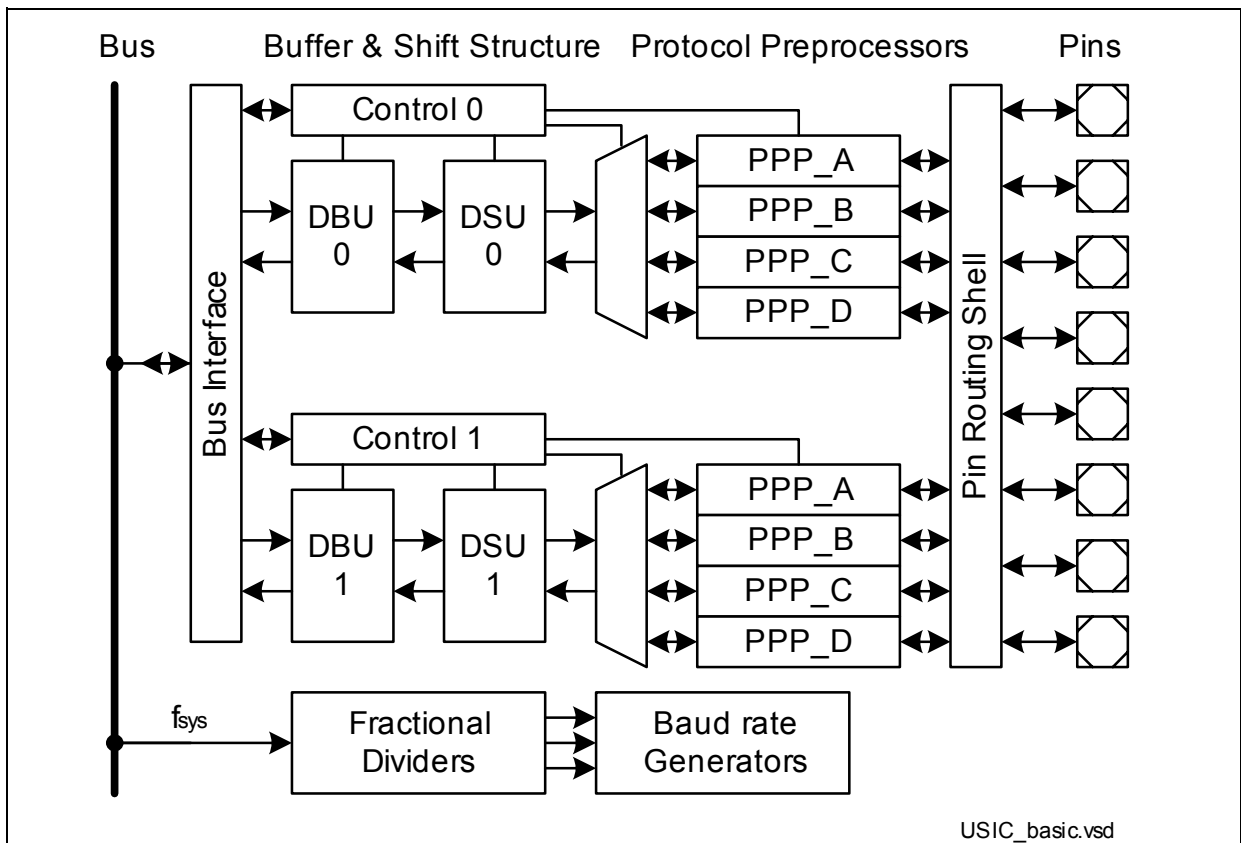 Bus
Buffer & Shift Structure
Protocol Preprocessors
Pins
Bus Interface
Control 0
DBU
0
DSU
0
PPP_A
PPP_B
PPP_C
PPP_D
Pin Routing Shell
Control 1
DBU
1
DSU
1
PPP_A
PPP_B
PPP_C
PPP_D
fsys
Fractional
Dividers
Baud rate
Generators
USIC_basic.vsd